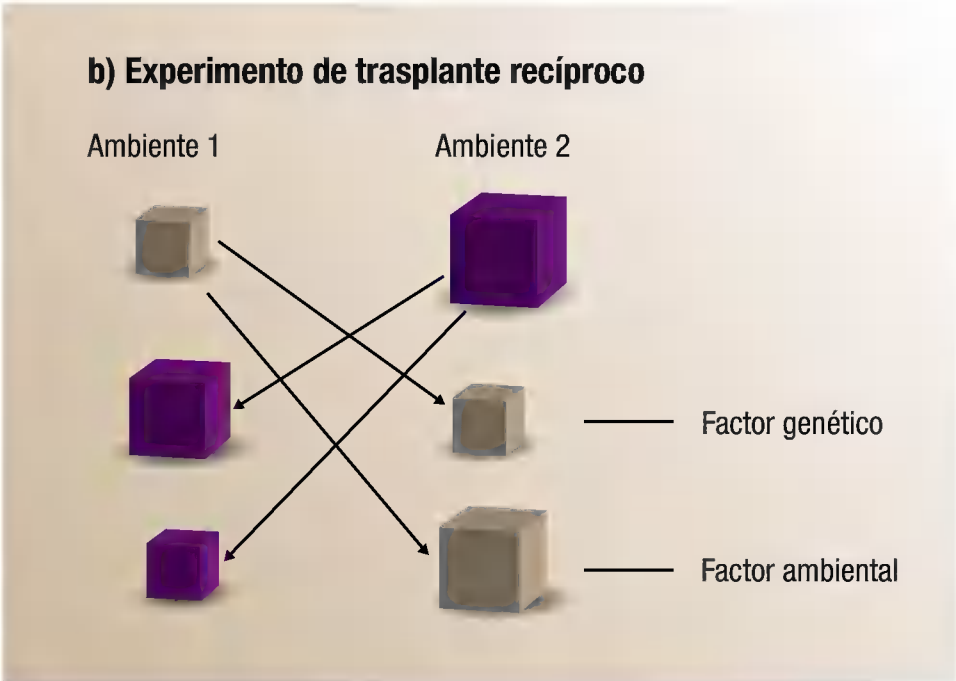 b) Experimento de trasplante recíproco
Ambiente 1
Ambiente 2
Factor genético
Factor ambiental